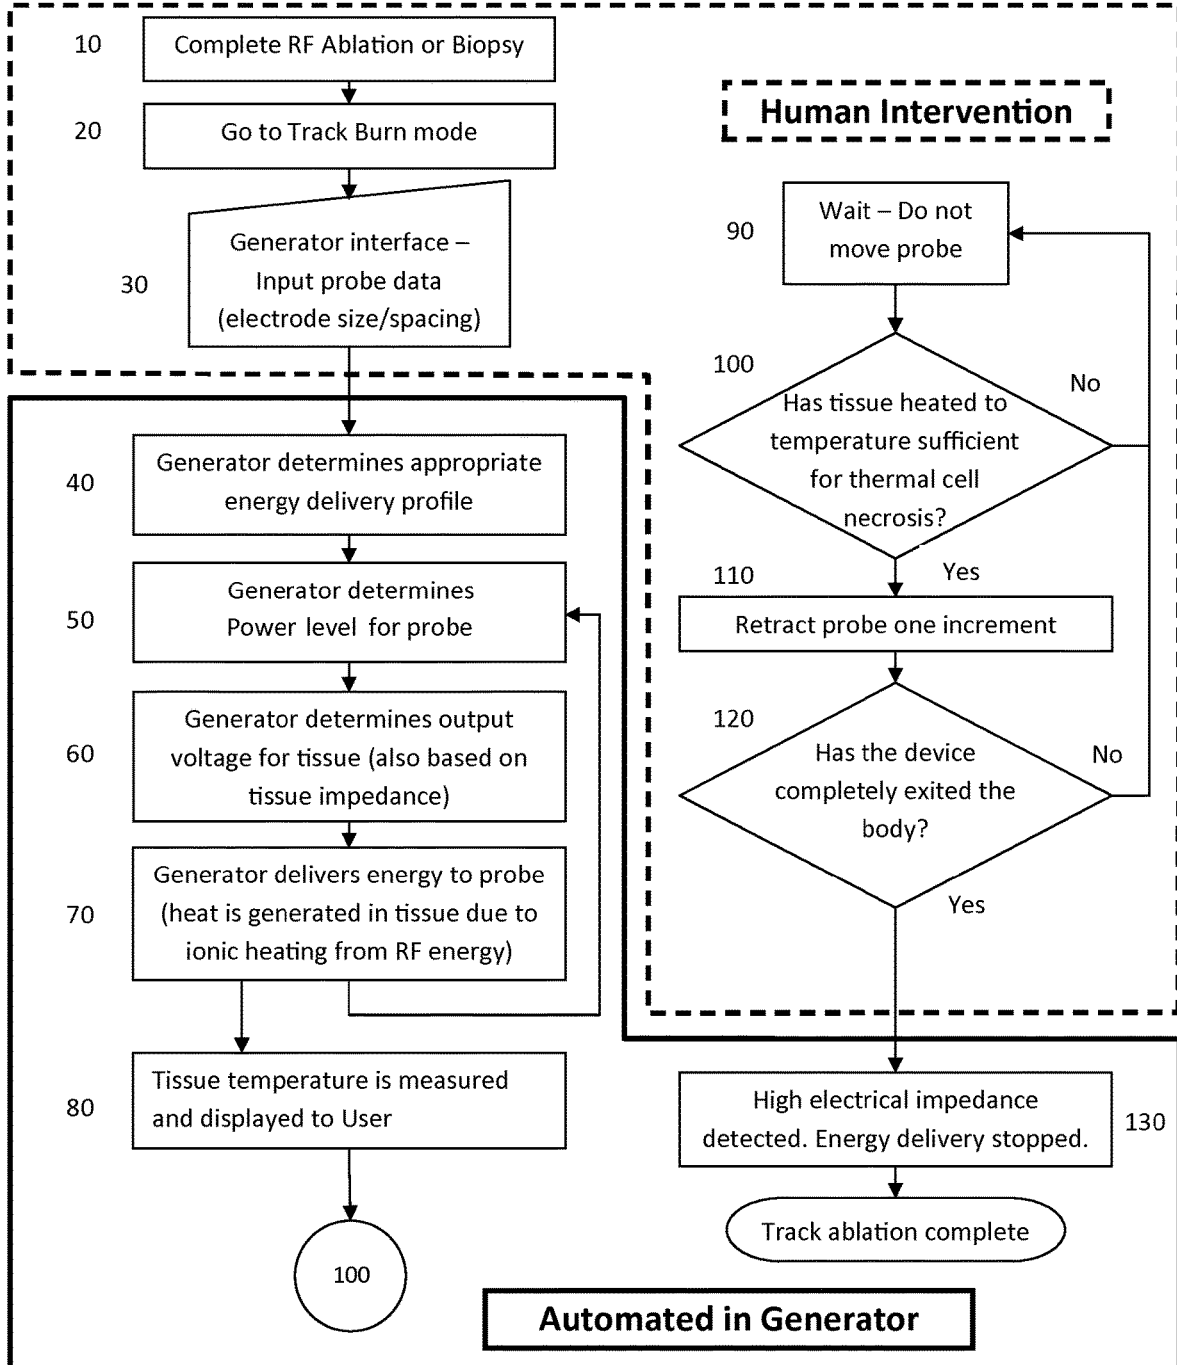 10
Complete RF Ablation or Biopsy
20
Go to Track Burn mode
30
Generator interface –
Input probe data
(electrode size/spacing)
40
Generator determines appropriate
energy delivery profile
50
Generator determines
Power level for probe
60
Generator determines output
voltage for tissue (also based on
tissue impedance)
70
Generator delivers energy to probe
(heat is generated in tissue due to
ionic heating from RF energy)
80
Tissue temperature is measured
and displayed to User
100
Human Intervention
90
Wait – Do not
move probe
100
Has tissue heated to
temperature sufficient
for thermal cell
necrosis?
No
Yes
110
Retract probe one increment
120
Has the device
completely exited the
body?
No
Yes
High electrical impedance
detected. Energy delivery stopped.
130
Track ablation complete
Automated in Generator